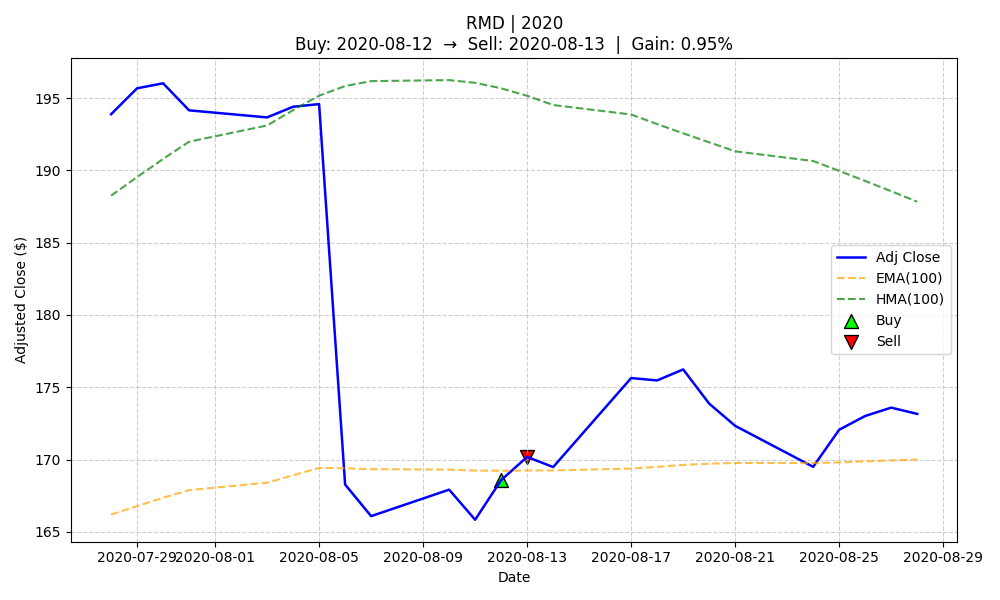 RMD | 2020
Buy: 2020-08-12 → Sell: 2020-08-13 | Gain: 0.95%
Adjusted Close ($)
195
190
185
180
175
170
165
Adj Close
EMA(100)
HMA(100)
Buy
Sell
2020-07-29
2020-08-01
2020-08-05
2020-08-09
2020-08-13
2020-08-17
2020-08-21
2020-08-25
2020-08-29
Date